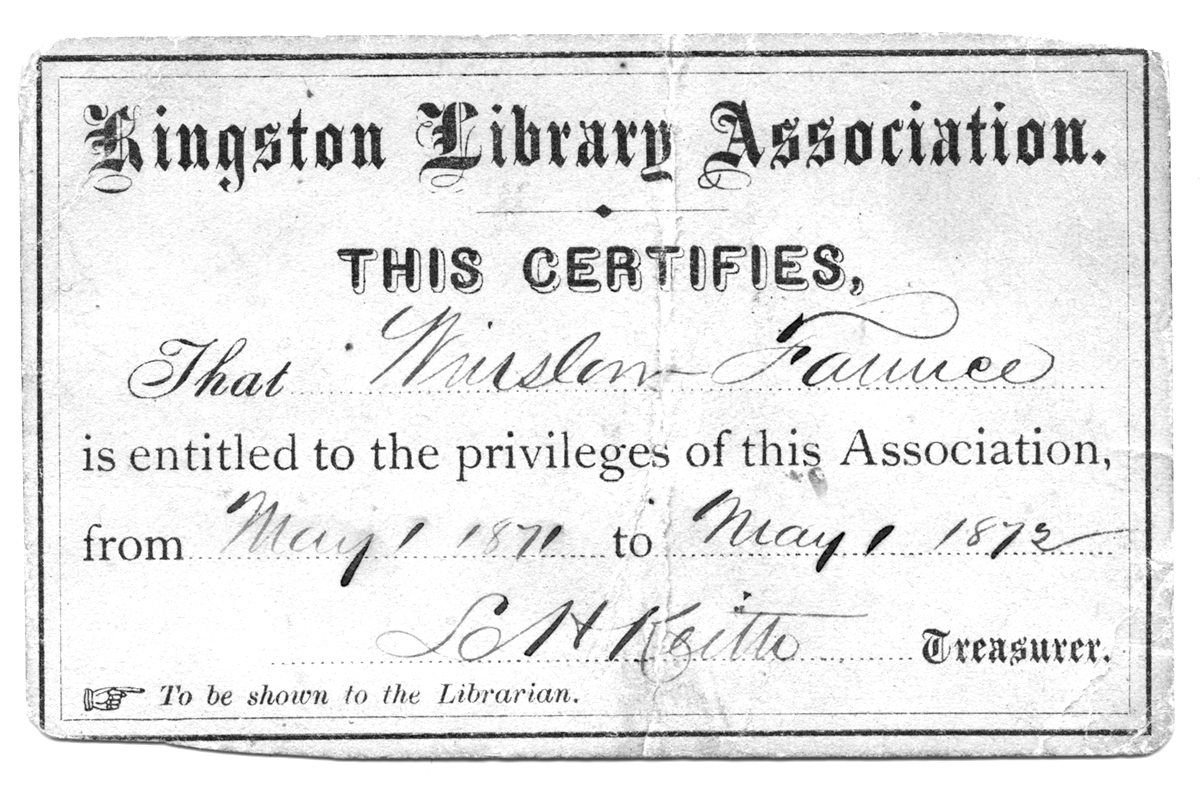 Kingston Library Association.
THIS CERTIFIES,
That Winslow Faunce
is entitled to the privileges of this Association,
from May 1 1871 to May 1 1872
L H Keith Treasurer.
To be shown to the Librarian.